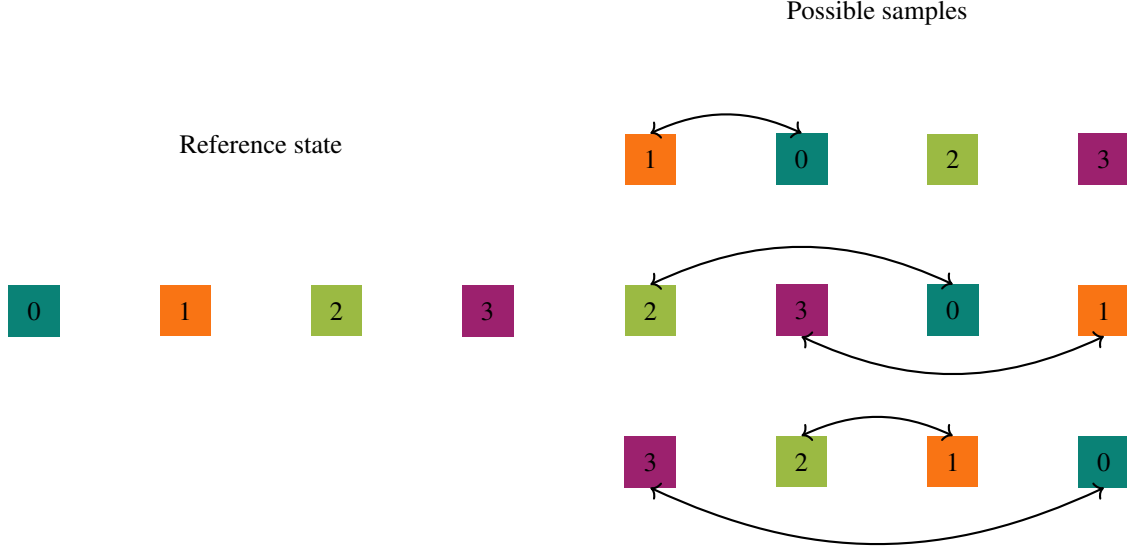 Possible samples
Reference state
1 0 2 3
0 1 2 3
2 3 0 1
3 2 1 0